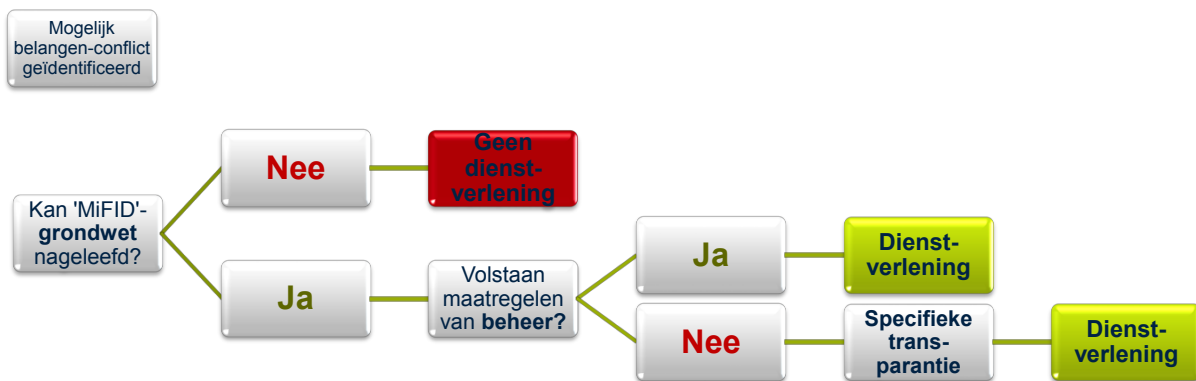 Mogelijk
belangen-conflict
geïdentificeerd
Kan 'MiFID'-
grondwet
nageleefd?
Nee
Geen
dienst-
verlening
Ja
Volstaan
maatregelen
van beheer?
Ja
Dienst-
verlening
Nee
Specifieke
trans-
parantie
Dienst-
verlening